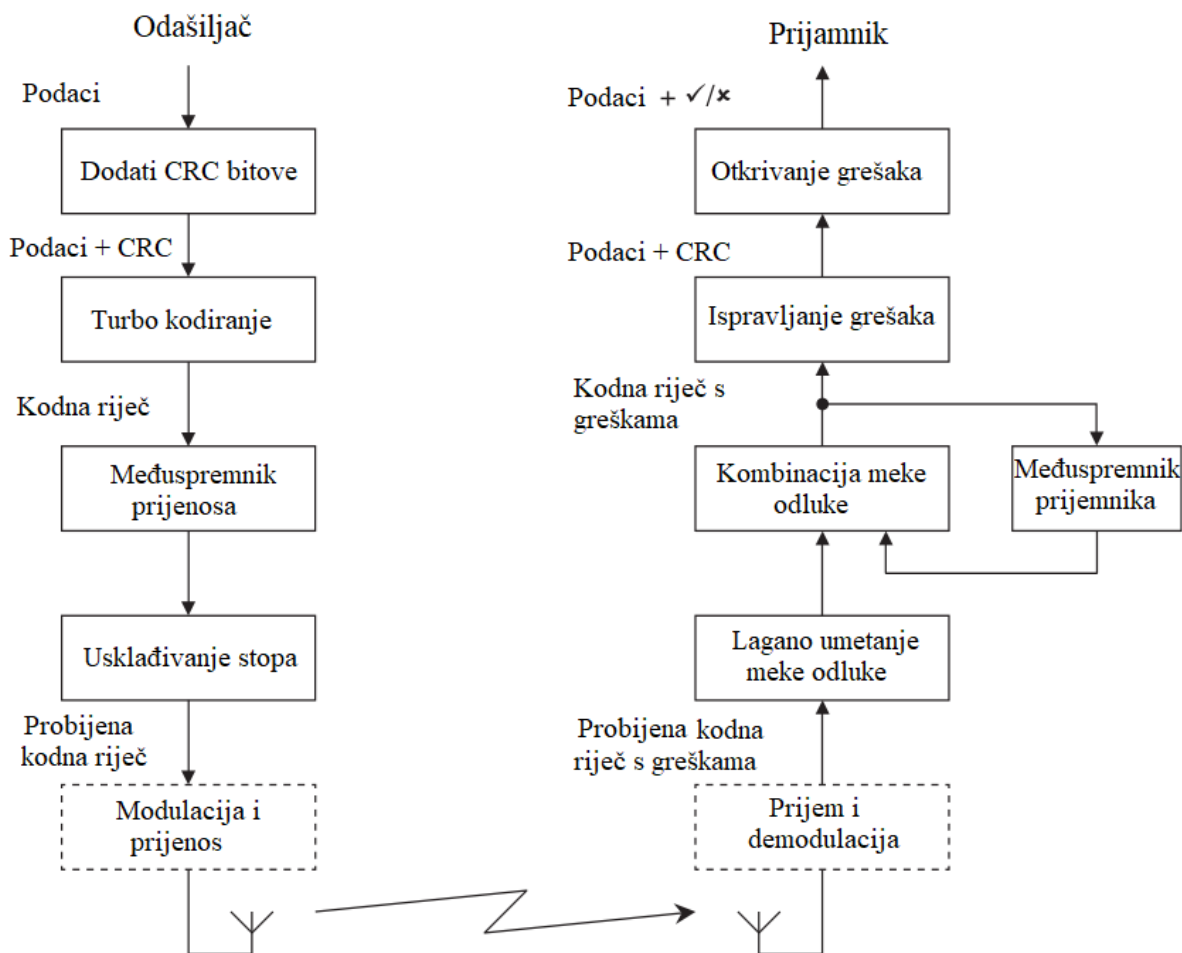 Odašiljač
Podaci
Dodati CRC bitove
Podaci + CRC
Turbo kodiranje
Kodna riječ
Međuspremnik
prijenosa
Usklađivanje stopa
Probijena
kodna riječ
Modulacija i
prijenos
Prijamnik
Podaci + ✓/✘
Otkrivanje grešaka
Podaci + CRC
Ispravljanje grešaka
Kodna riječ s
greškama
Kombinacija meke
odluke
Međuspremnik
prijemnika
Lagano umetanje
meke odluke
Probijena kodna
riječ s greškama
Prijem i
demodulacija